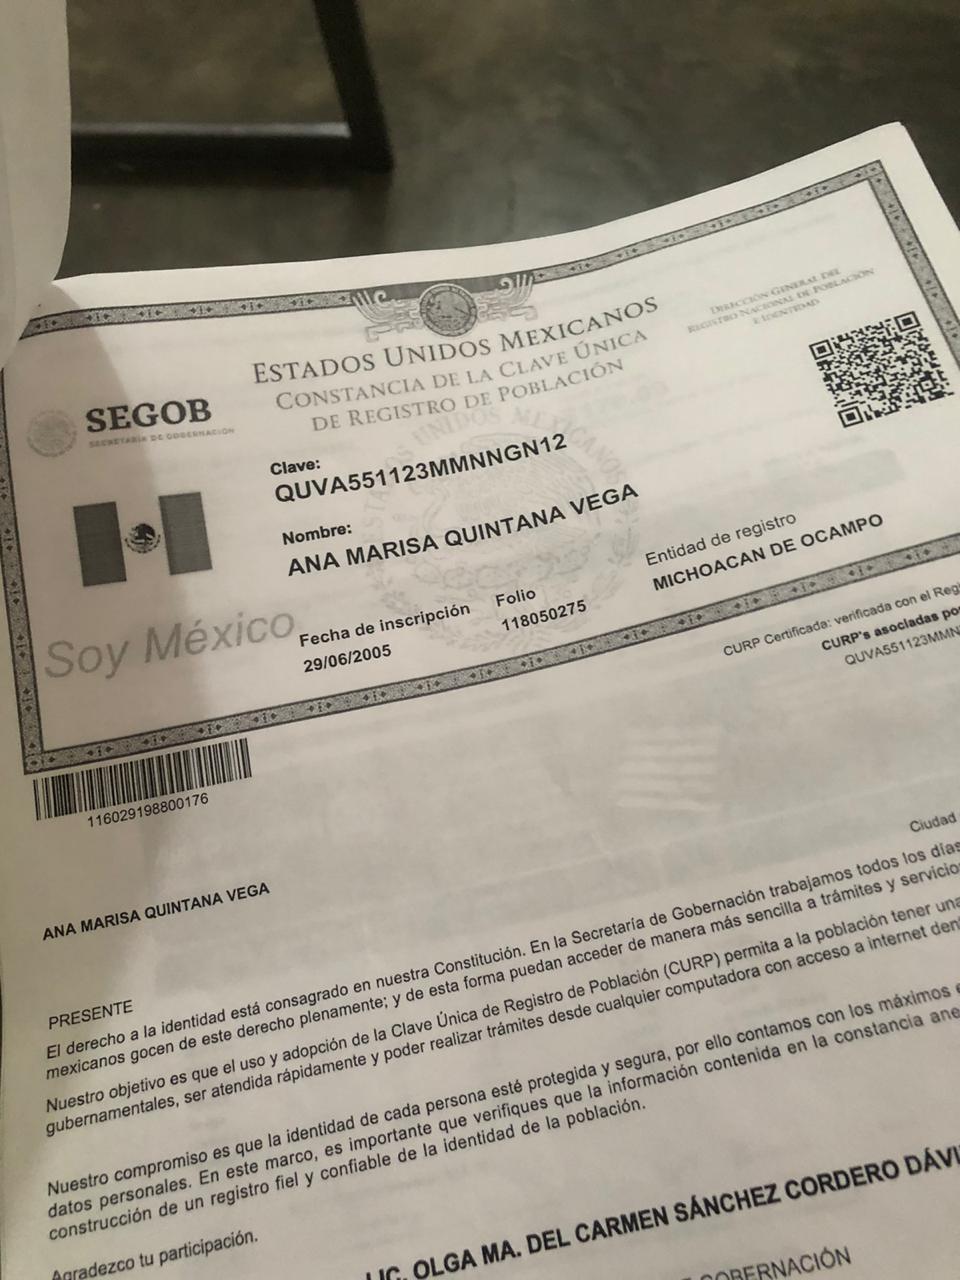 ESTADOS UNIDOS MEXICANOS
CONSTANCIA DE LA CLAVE ÚNICA
DE REGISTRO DE POBLACIÓN
DIRECCIÓN GENERAL DEL
REGISTRO NACIONAL DE POBLACIÓN
E IDENTIDAD
SEGOB
SECRETARÍA DE GOBERNACIÓN
Clave:
QUVA551123MMNNGN12
Nombre:
ANA MARISA QUINTANA VEGA
Entidad de registro
MICHOACAN DE OCAMPO
Soy México
Fecha de inscripción
29/06/2005
Folio
118050275
CURP Certificada: verificada con el
CURP's asociadas
116029198800176
Ciudad
ANA MARISA QUINTANA VEGA
PRESENTE
El derecho a la identidad está consagrado en nuestra Constitución. En la Secretaría de Gobernación trabajamos todos los días
mexicanos gocen de este derecho plenamente; y de esta forma puedan acceder de manera más sencilla a trámites y
Nuestro objetivo es que el uso y adopción de la Clave Única de Registro de Población (CURP) permita a la población tener una
gubernamentales, ser atendida rápidamente y poder realizar trámites desde cualquier computadora con acceso a internet
Nuestro compromiso es que la identidad de cada persona esté protegida y segura, por ello contamos con los máximos
datos personales. En este marco, es importante que verifiques que la información contenida en la constancia
construcción de un registro fiel y confiable de la identidad de la población.
Agradezco tu participación.
LIC. OLGA MA. DEL CARMEN SÁNCHEZ CORDERO
GOBERNACIÓN